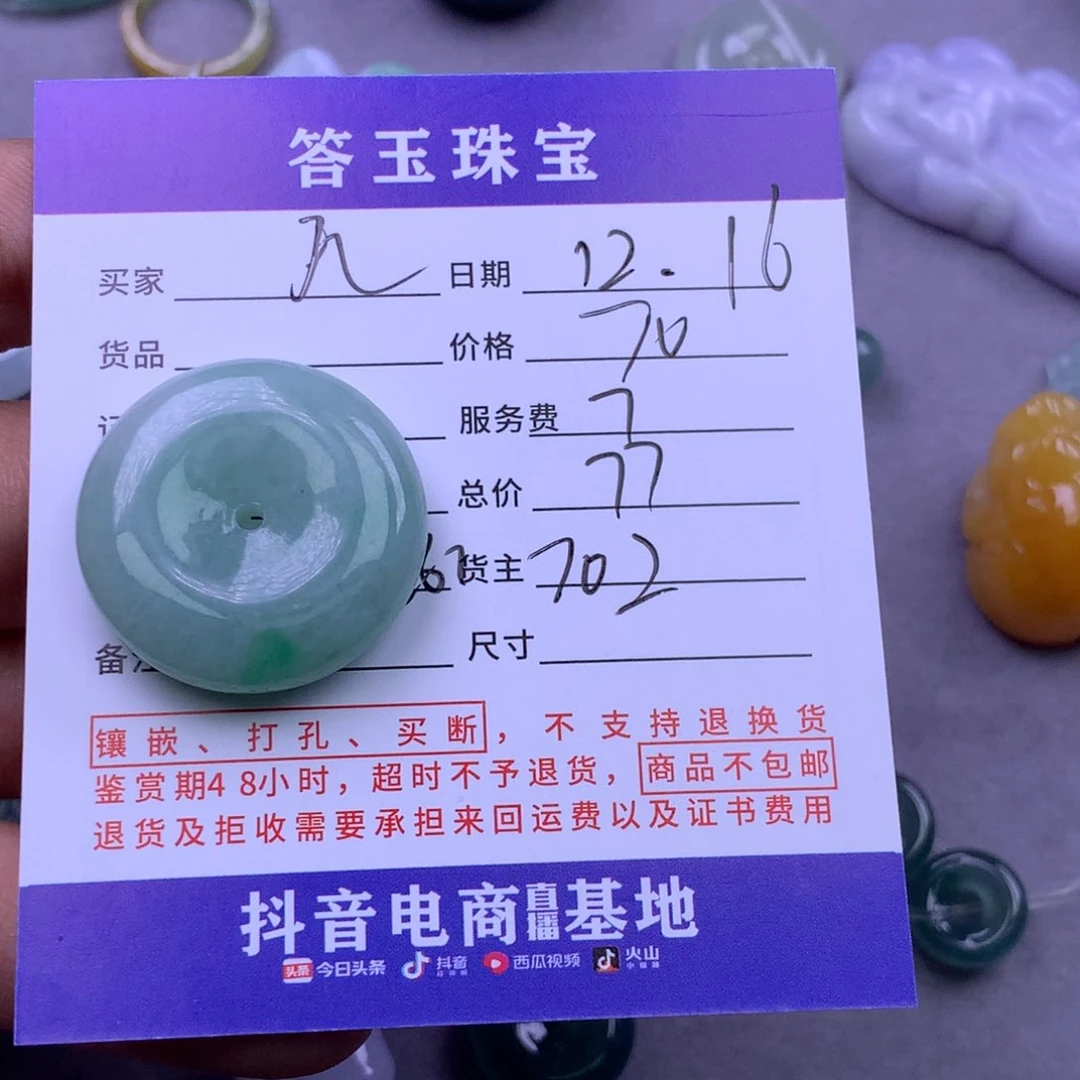 答玉珠宝
买家 九 日期 12.16
货品 价格 70
服务费 7
总价 77
67 货主 702
备注 尺寸
镶嵌、打孔、买断，不支持退换货
鉴赏期48小时，超时不予退货，商品不包邮
退货及拒收需要承担来回运费以及证书费用
抖音电商直播基地
头条 今日头条 抖音 西瓜视频 火山